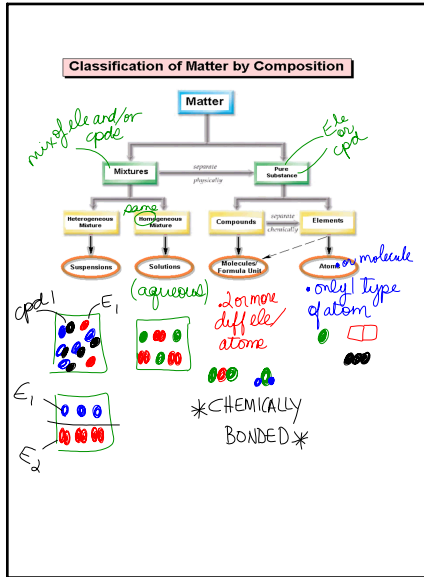 Classification of Matter by Composition
Matter
mix of ele and/or
cpds
Ele
or
cpd
Mixtures
separate
physically
Pure
Substance
same
Heterogeneous
Mixture
Homogeneous
Mixture
Compounds
separate
chemically
Elements
Suspensions
Solutions
Molecules/
Formula Unit
Atoms
or molecule
(aqueous)
• 2 or more
diff ele/
atoms
• only 1 type
of atom
cpd 1
E1
E1
E2
*CHEMICALLY
BONDED*